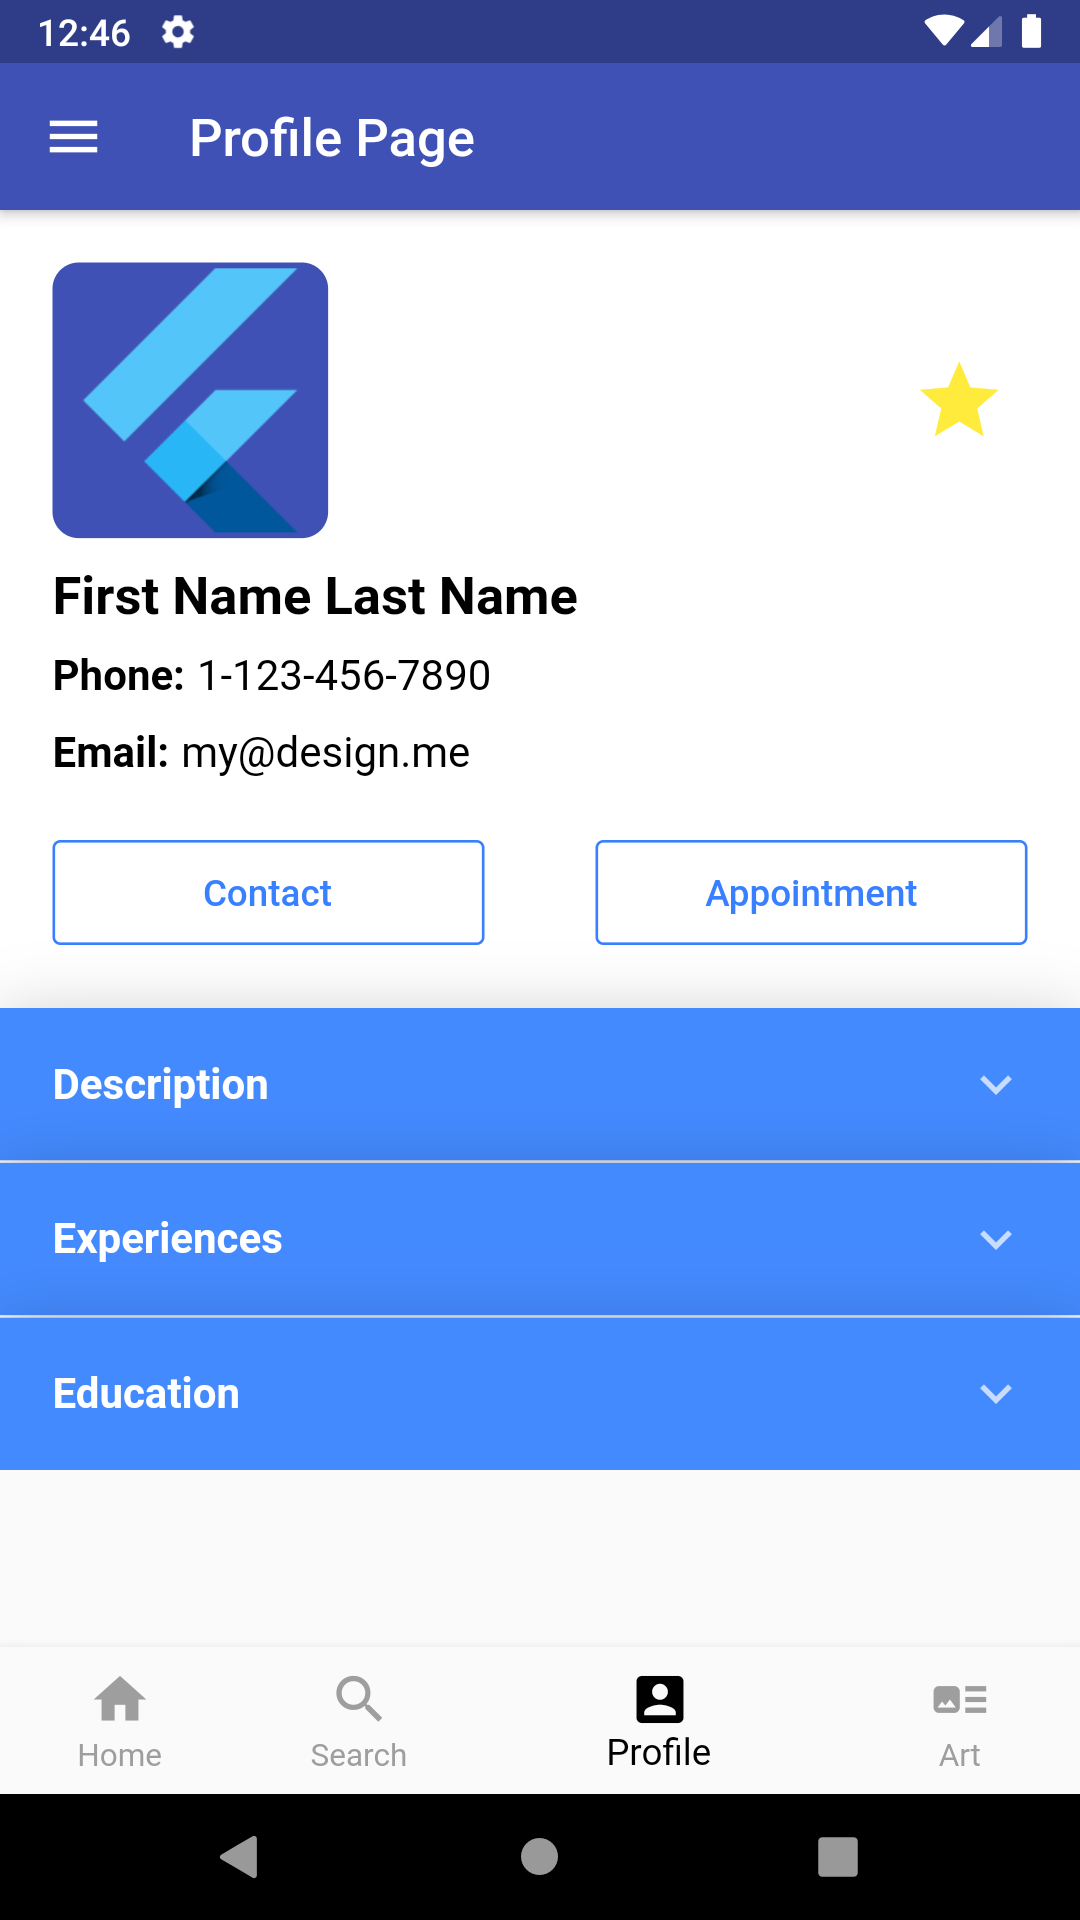 12:46
Profile Page
First Name Last Name
Phone: 1-123-456-7890
Email: my@design.me
Contact
Appointment
Description
Experiences
Education
Home
Search
Profile
Art